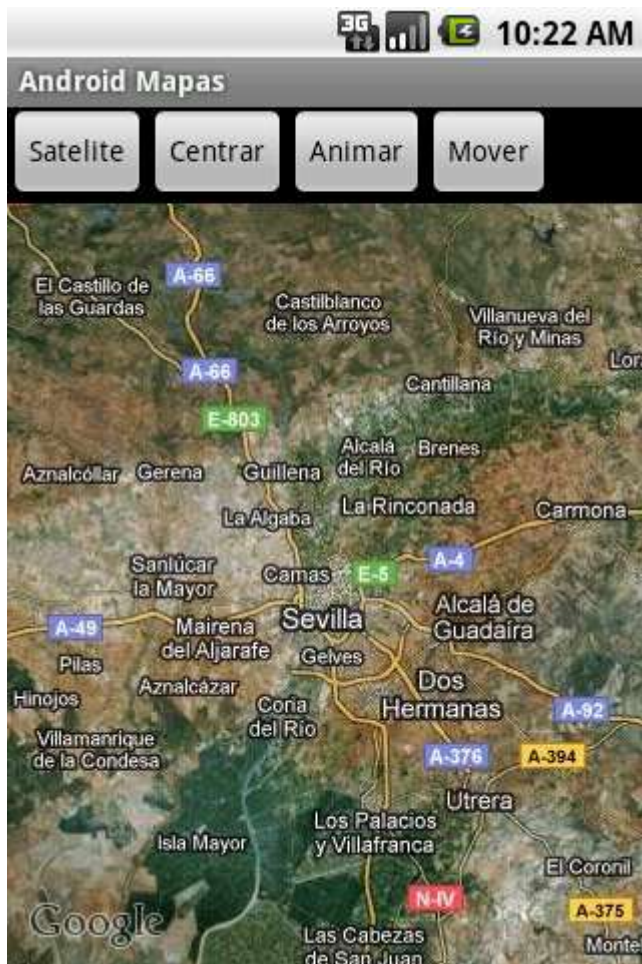 3G 10:22 AM
Android Mapas
Satelite Centrar Animar Mover
A-66
El Castillo de
las Guardas
Castilblanco
de los Arroyos
Villanueva del
Río y Minas
Lora
A-66
Cantillana
E-803
Alcalá
del Río
Brenes
Aznalcóllar Gerena Guillena
La Rinconada Carmona
La Algaba
Sanlúcar
la Mayor
Camas E-5 A-4
Sevilla
Alcalá de
Guadaíra
A-49
Mairena
del Aljarafe
Gelves
Pilas
Dos
Hermanas
Hinojos
Aznalcázar
Coria
del Río
A-92
Villamanrique
de la Condesa
A-376 A-394
Utrera
Los Palacios
y Villafranca
Isla Mayor
El Coronil
N-IV
A-375
Google
Las Cabezas
de San Juan
Monte